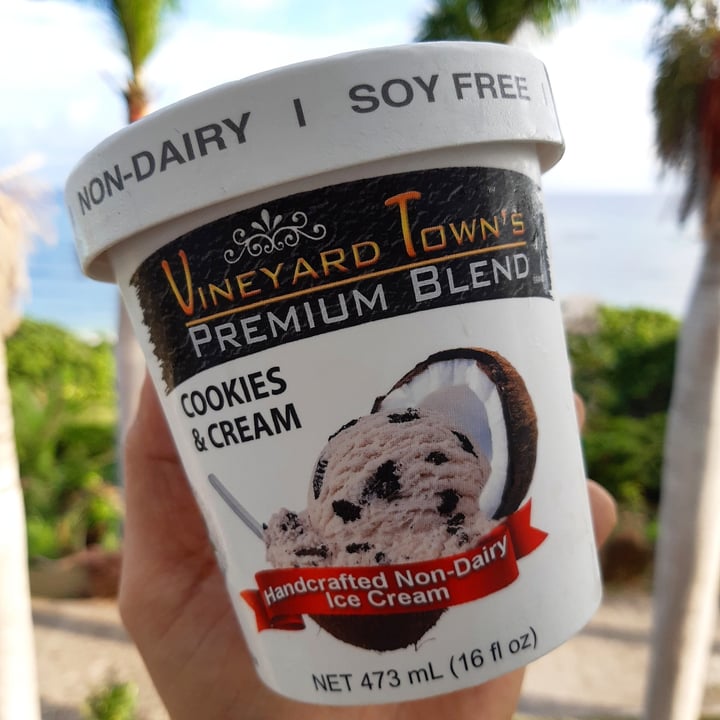 NON-DAIRY | SOY FREE |
VINEYARD TOWN'S
PREMIUM BLEND
COOKIES
& CREAM
Handcrafted Non-Dairy
Ice Cream
NET 473 mL (16 fl oz)